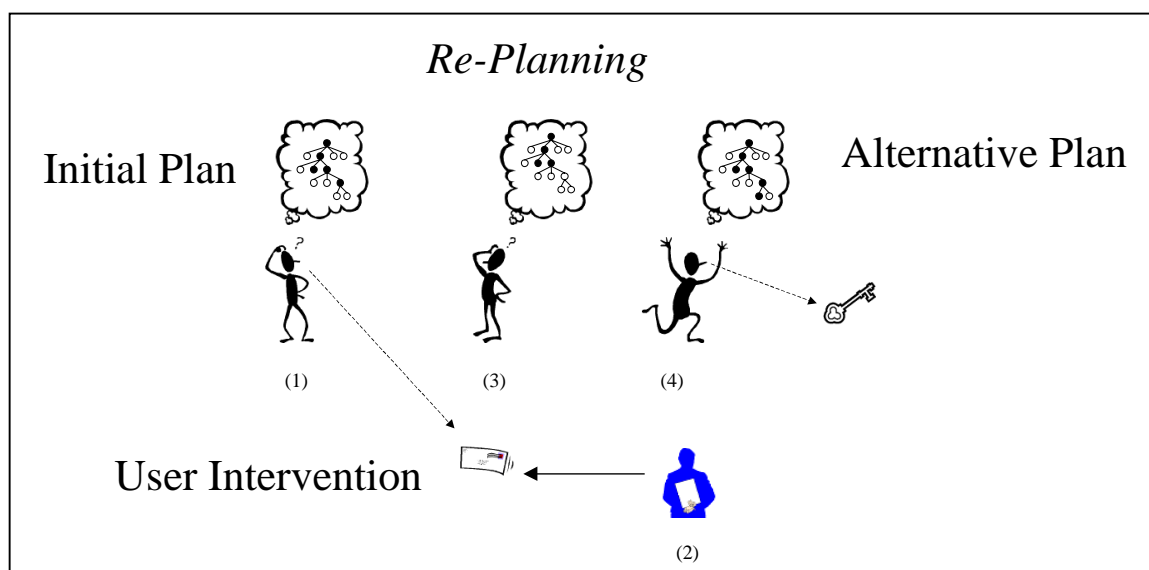 Re-Planning
Initial Plan
Alternative Plan
?
?
(1)
(3)
(4)
User Intervention
(2)